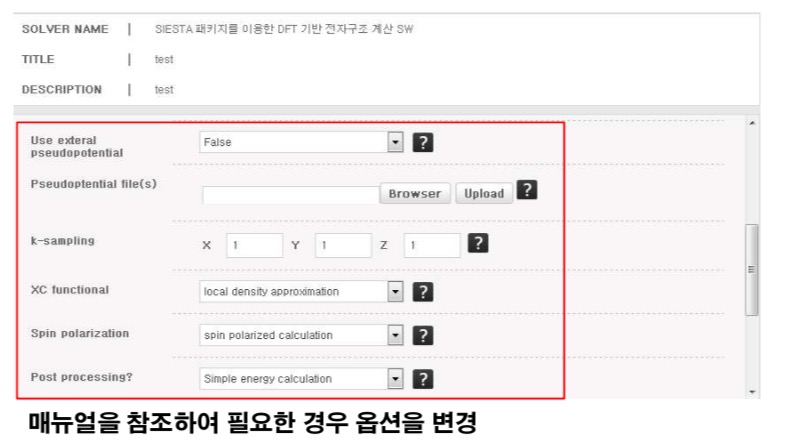 SOLVER NAME | SIESTA 패키지를 이용한 DFT 기반 전자구조 계산 SW
TITLE | test
DESCRIPTION | test
Use exteral
pseudopotential
False ?
Pseudoptential file(s) Browser Upload ?
k-sampling X 1 Y 1 Z 1 ?
XC functional local density approximation ?
Spin polarization spin polarized calculation ?
Post processing? Simple energy calculation ?
매뉴얼을 참조하여 필요한 경우 옵션을 변경